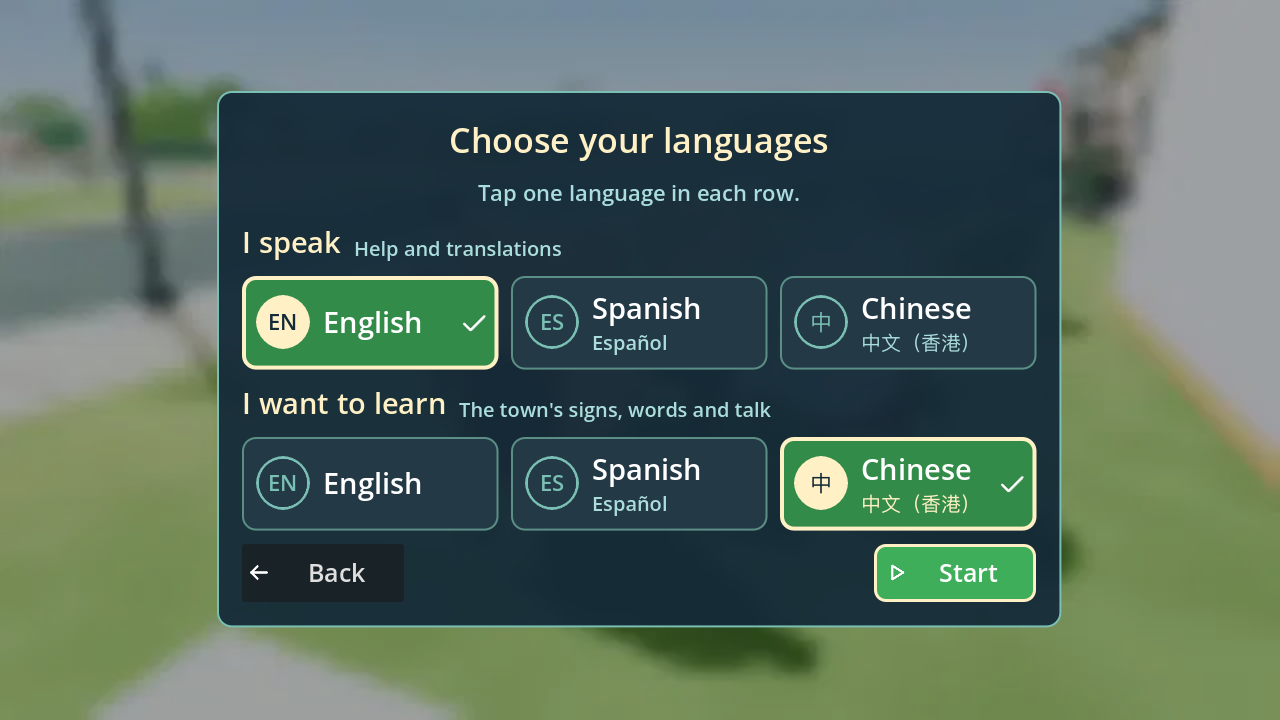 Choose your languages
Tap one language in each row.
I speak Help and translations
EN English
ES Spanish
Español
中 Chinese
中文（香港）
I want to learn The town's signs, words and talk
EN English
ES Spanish
Español
中 Chinese
中文（香港）
Back
Start